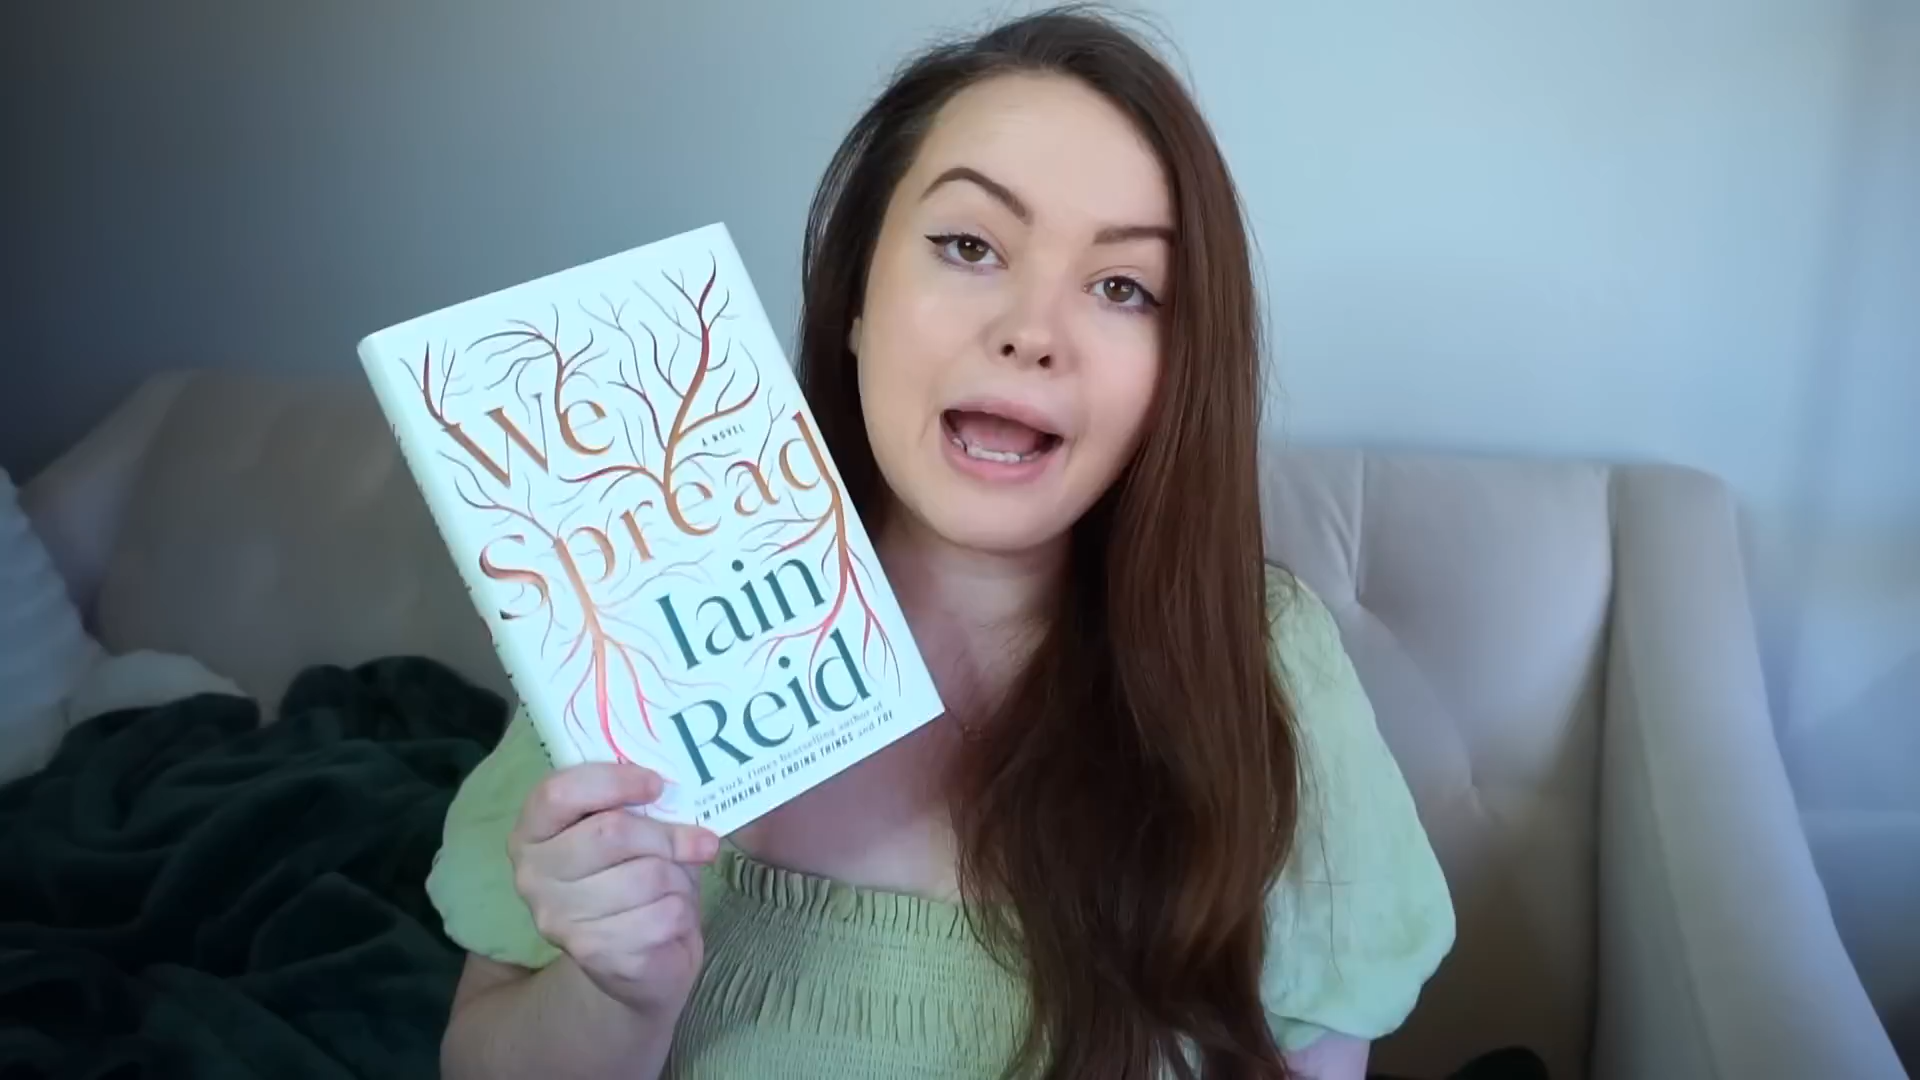 We
A NOVEL
Spread
Iain
Reid
New York Times bestselling author of
I'M THINKING OF ENDING THINGS and FOE